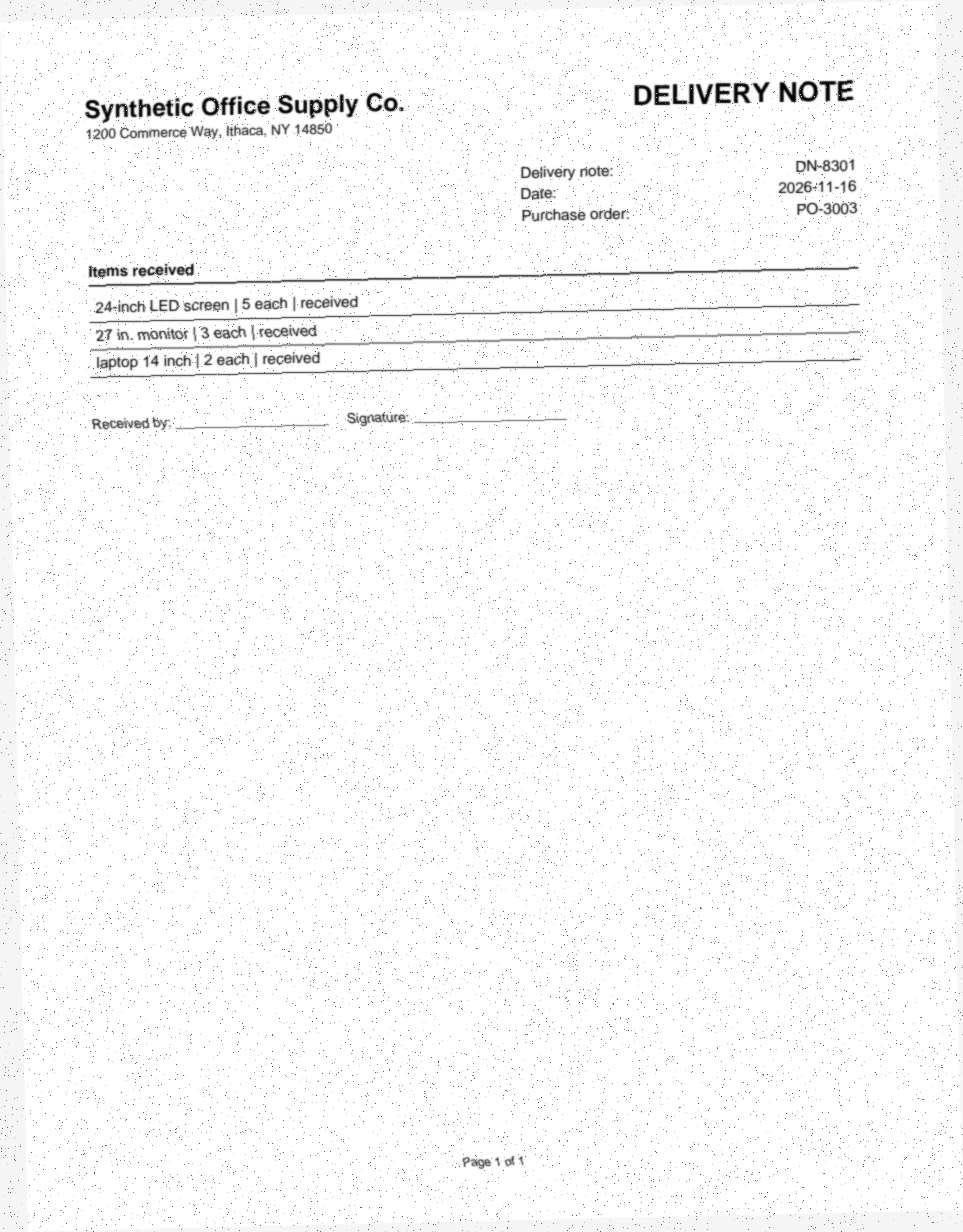 Synthetic Office Supply Co.
1200 Commerce Way, Ithaca, NY 14850
DELIVERY NOTE
Delivery note: DN-8301
Date: 2026-11-16
Purchase order: PO-3003
Items received
24-inch LED screen | 5 each | received
27 in. monitor | 3 each | received
laptop 14 inch | 2 each | received
Received by: ____________________ Signature: ____________________
Page 1 of 1